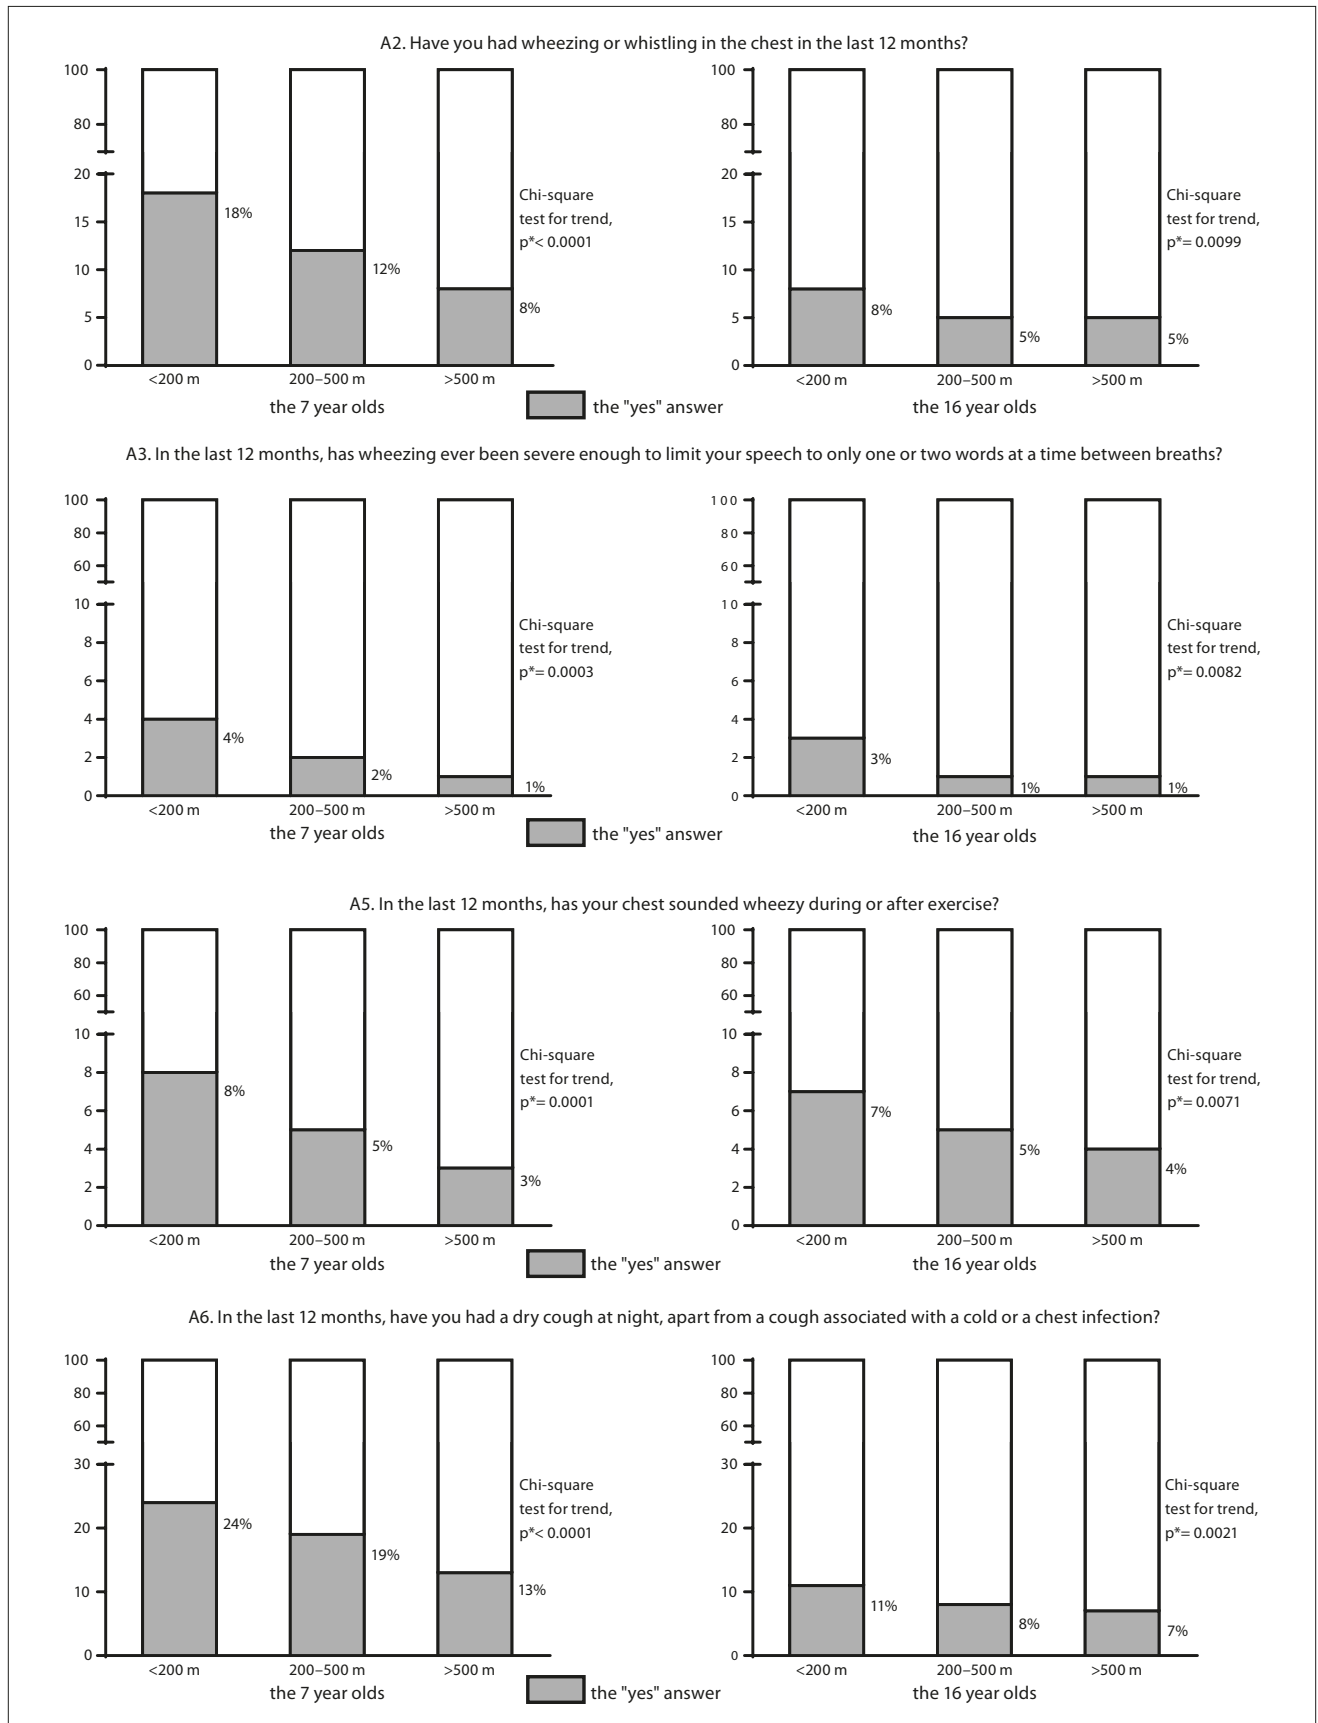 A2. Have you had wheezing or whistling in the chest in the last 12 months?
100
80
20
15
10
5
0
18%
12%
8%
Chi-square
test for trend,
p*< 0.0001
<200 m
200–500 m
>500 m
the 7 year olds
100
80
20
15
10
5
0
8%
5%
5%
Chi-square
test for trend,
p*= 0.0099
<200 m
200–500 m
>500 m
the "yes" answer
the 16 year olds
A3. In the last 12 months, has wheezing ever been severe enough to limit your speech to only one or two words at a time between breaths?
100
80
60
10
8
6
4
2
0
4%
2%
1%
Chi-square
test for trend,
p*= 0.0003
<200 m
200–500 m
>500 m
the 7 year olds
100
80
60
10
8
6
4
2
0
3%
1%
1%
Chi-square
test for trend,
p*= 0.0082
<200 m
200–500 m
>500 m
the "yes" answer
the 16 year olds
A5. In the last 12 months, has your chest sounded wheezy during or after exercise?
100
80
60
10
8
6
4
2
0
8%
5%
3%
Chi-square
test for trend,
p*= 0.0001
<200 m
200–500 m
>500 m
the 7 year olds
100
80
60
10
8
6
4
2
0
7%
5%
4%
Chi-square
test for trend,
p*= 0.0071
<200 m
200–500 m
>500 m
the "yes" answer
the 16 year olds
A6. In the last 12 months, have you had a dry cough at night, apart from a cough associated with a cold or a chest infection?
100
80
60
30
20
10
0
24%
19%
13%
Chi-square
test for trend,
p*< 0.0001
<200 m
200–500 m
>500 m
the 7 year olds
100
80
60
30
20
10
0
11%
8%
7%
Chi-square
test for trend,
p*= 0.0021
<200 m
200–500 m
>500 m
the "yes" answer
the 16 year olds